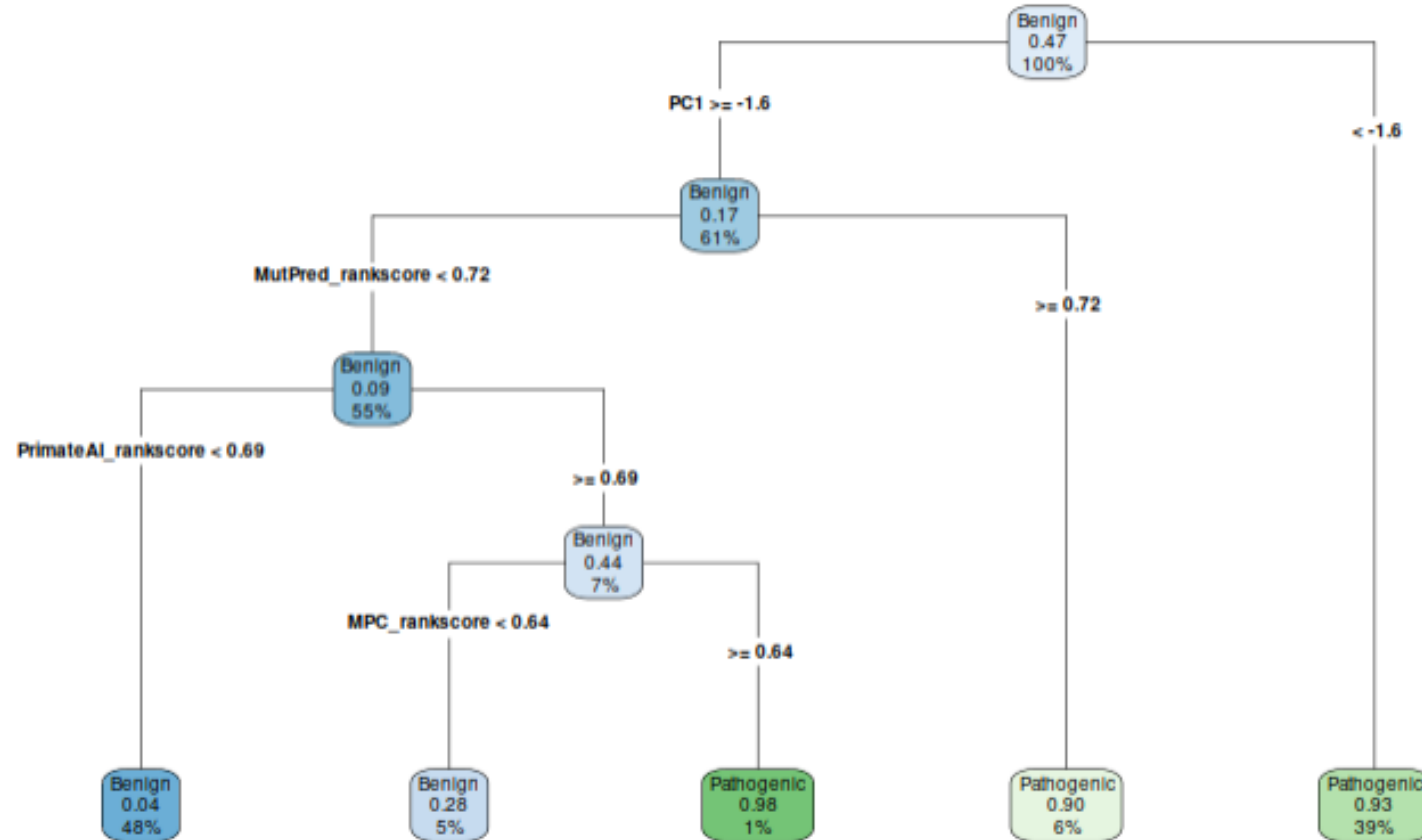 Benign
0.47
100%
PC1 >= -1.6
< -1.6
Benign
0.17
61%
MutPred_rankscore < 0.72
>= 0.72
Benign
0.09
55%
PrimateAI_rankscore < 0.69
>= 0.69
Benign
0.44
7%
MPC_rankscore < 0.64
>= 0.64
Benign
0.04
48%
Benign
0.28
5%
Pathogenic
0.98
1%
Pathogenic
0.90
6%
Pathogenic
0.93
39%